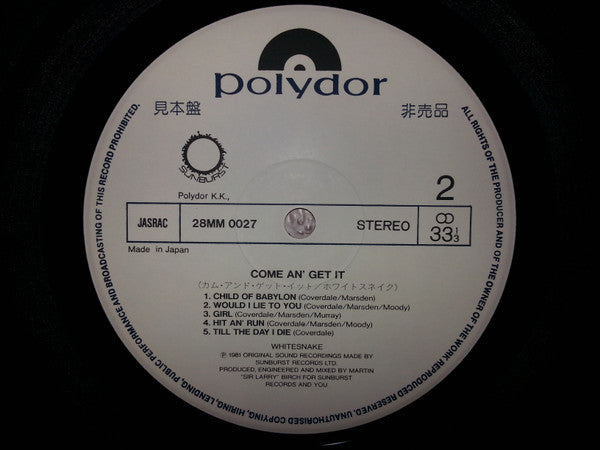 polydor
見本盤
非売品
SUNBURST
Polydor K.K.,
2
JASRAC
28MM 0027
STEREO
33 1/3
Made in Japan
COME AN' GET IT
(カム・アンド・ゲット・イット/ホワイトスネイク)
1. CHILD OF BABYLON (Coverdale/Marsden)
2. WOULD I LIE TO YOU (Coverdale/Marsden/Moody)
3. GIRL (Coverdale/Marsden/Murray)
4. HIT AN' RUN (Coverdale/Marsden/Moody)
5. TILL THE DAY I DIE (Coverdale)
WHITESNAKE
Ⓟ 1981 ORIGINAL SOUND RECORDINGS MADE BY
SUNBURST RECORDS LTD.
PRODUCED, ENGINEERED AND MIXED BY MARTIN
"SIR LARRY" BIRCH FOR SUNBURST
RECORDS AND YOU
ALL RIGHTS OF THE PRODUCER AND OF THE OWNER OF THE WORK REPRODUCED RESERVED. UNAUTHORISED COPYING, HIRING, LENDING, PUBLIC PERFORMANCE AND BROADCASTING OF THIS RECORD PROHIBITED.